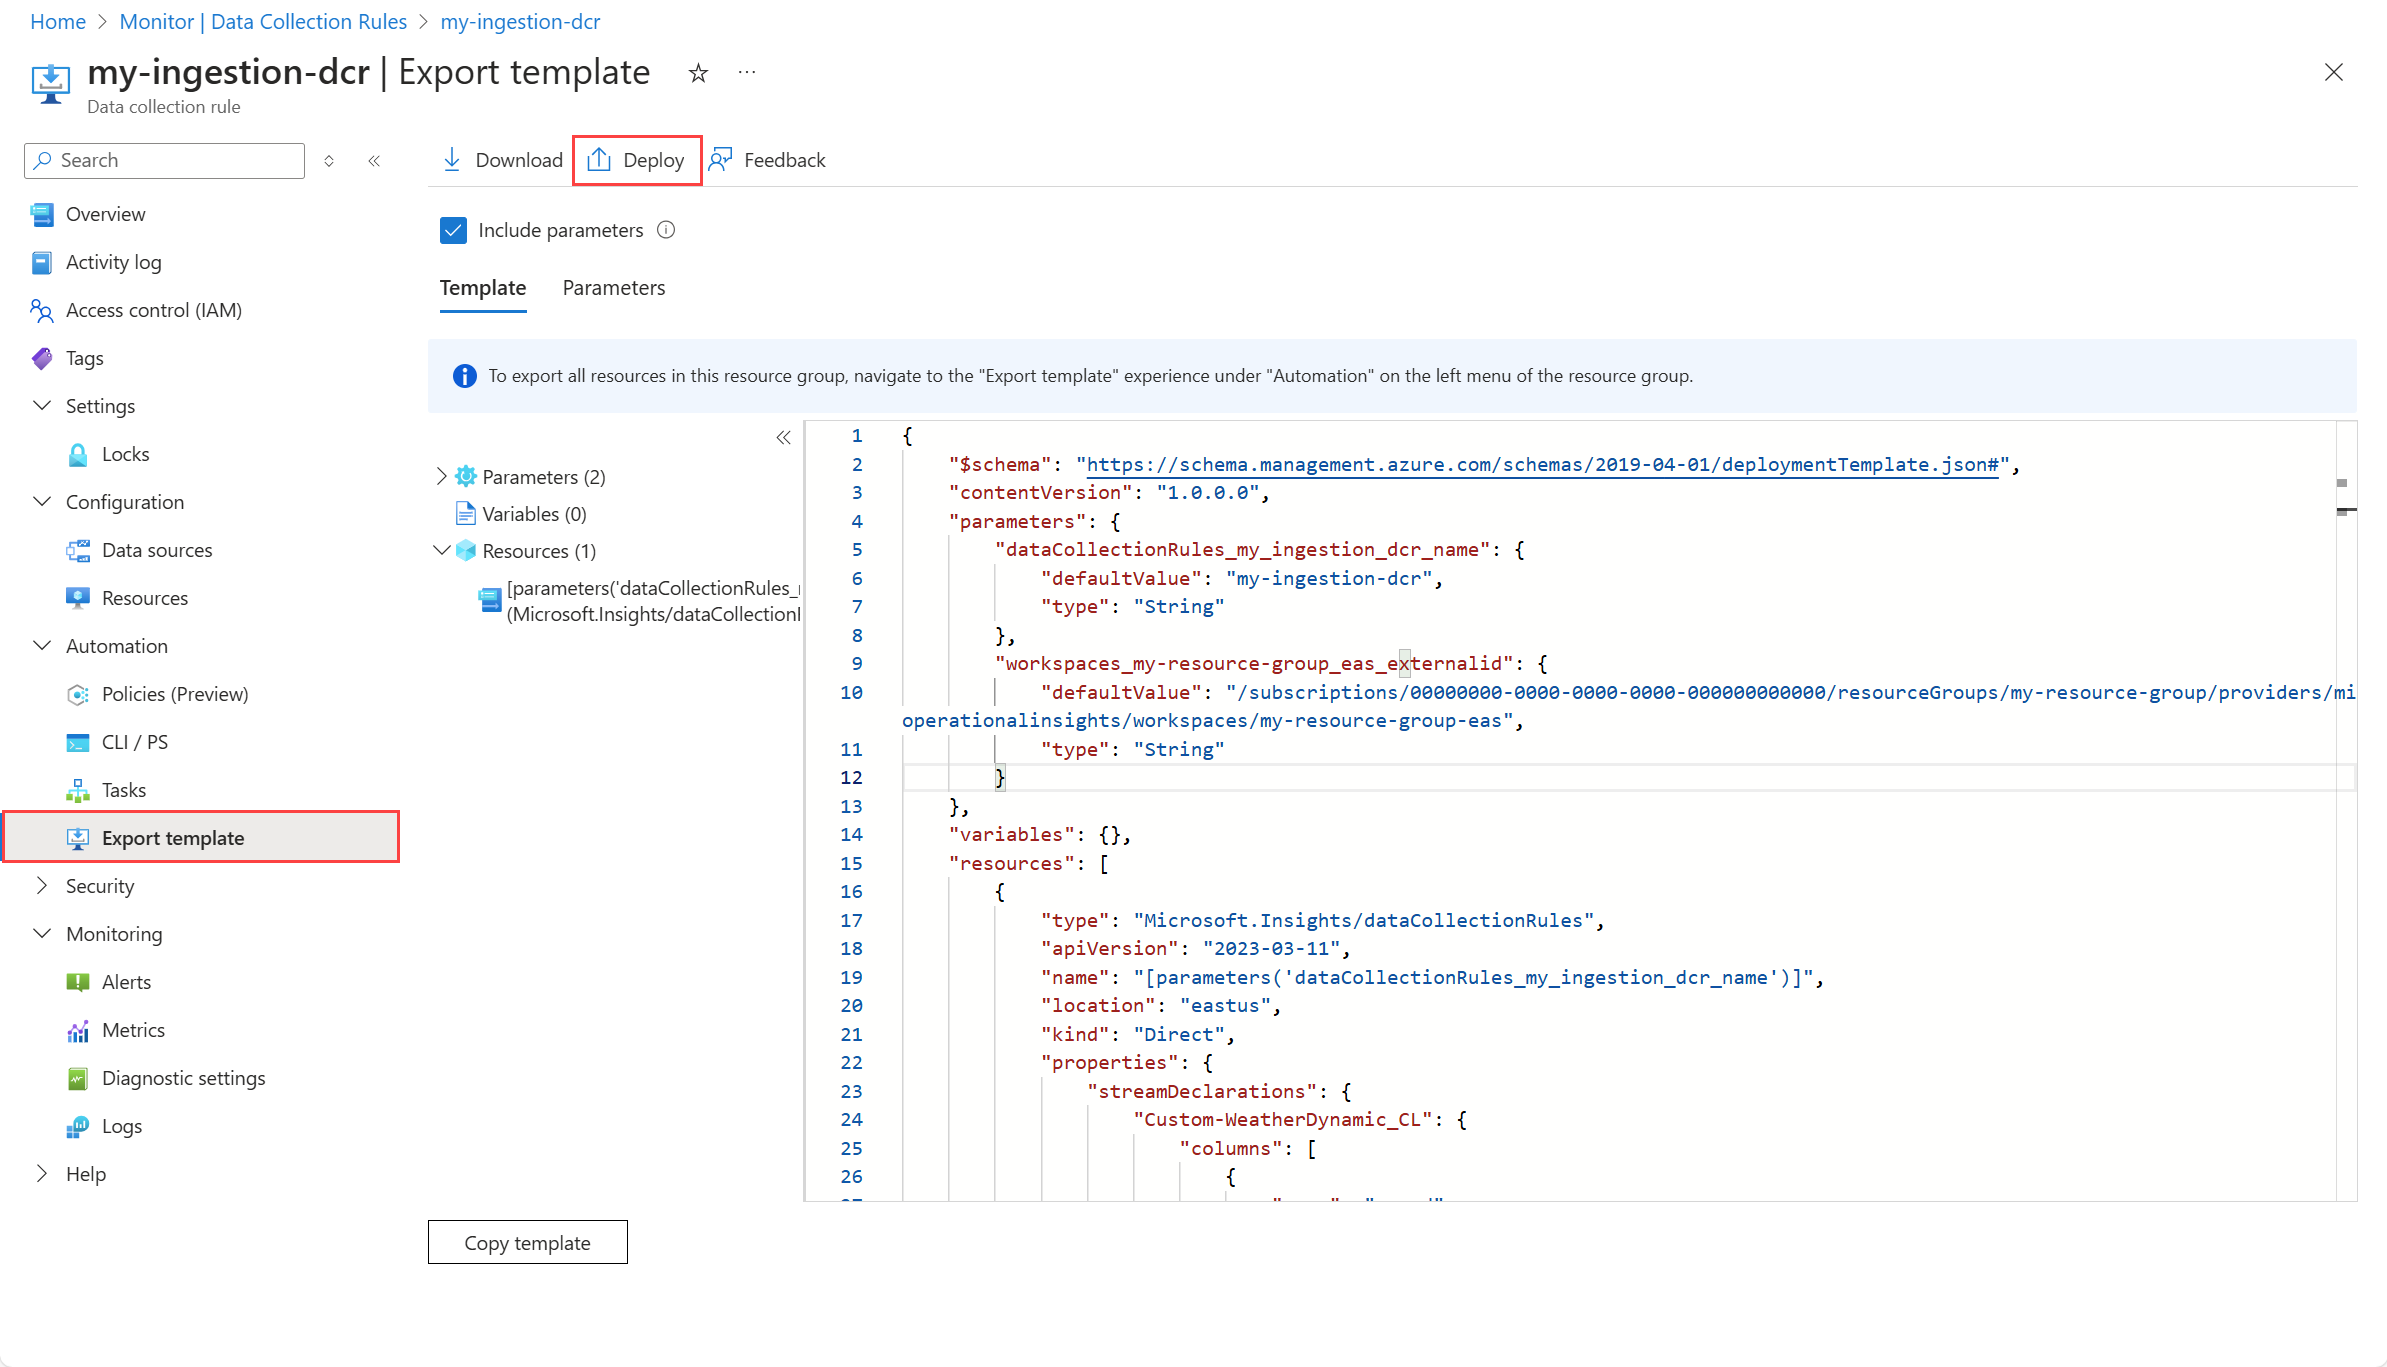 Home > Monitor | Data Collection Rules > my-ingestion-dcr
my-ingestion-dcr | Export template
Data collection rule
Search
Overview
Activity log
Access control (IAM)
Tags
Settings
Locks
Configuration
Data sources
Resources
Automation
Policies (Preview)
CLI / PS
Tasks
Export template
Security
Monitoring
Alerts
Metrics
Diagnostic settings
Logs
Help
Download Deploy Feedback
Include parameters
Template Parameters
To export all resources in this resource group, navigate to the "Export template" experience under "Automation" on the left menu of the resource group.
Parameters (2)
Variables (0)
Resources (1)
[parameters('dataCollectionRules_
(Microsoft.Insights/dataCollection
1 {
2 "$schema": "https://schema.management.azure.com/schemas/2019-04-01/deploymentTemplate.json#",
3 "contentVersion": "1.0.0.0",
4 "parameters": {
5 "dataCollectionRules_my_ingestion_dcr_name": {
6 "defaultValue": "my-ingestion-dcr",
7 "type": "String"
8 },
9 "workspaces_my-resource-group_eas_externalid": {
10 "defaultValue": "/subscriptions/00000000-0000-0000-0000-000000000000/resourceGroups/my-resource-group/providers/mi
operationalinsights/workspaces/my-resource-group-eas",
11 "type": "String"
12 }
13 },
14 "variables": {},
15 "resources": [
16 {
17 "type": "Microsoft.Insights/dataCollectionRules",
18 "apiVersion": "2023-03-11",
19 "name": "[parameters('dataCollectionRules_my_ingestion_dcr_name')]",
20 "location": "eastus",
21 "kind": "Direct",
22 "properties": {
23 "streamDeclarations": {
24 "Custom-WeatherDynamic_CL": {
25 "columns": [
26 {
Copy template